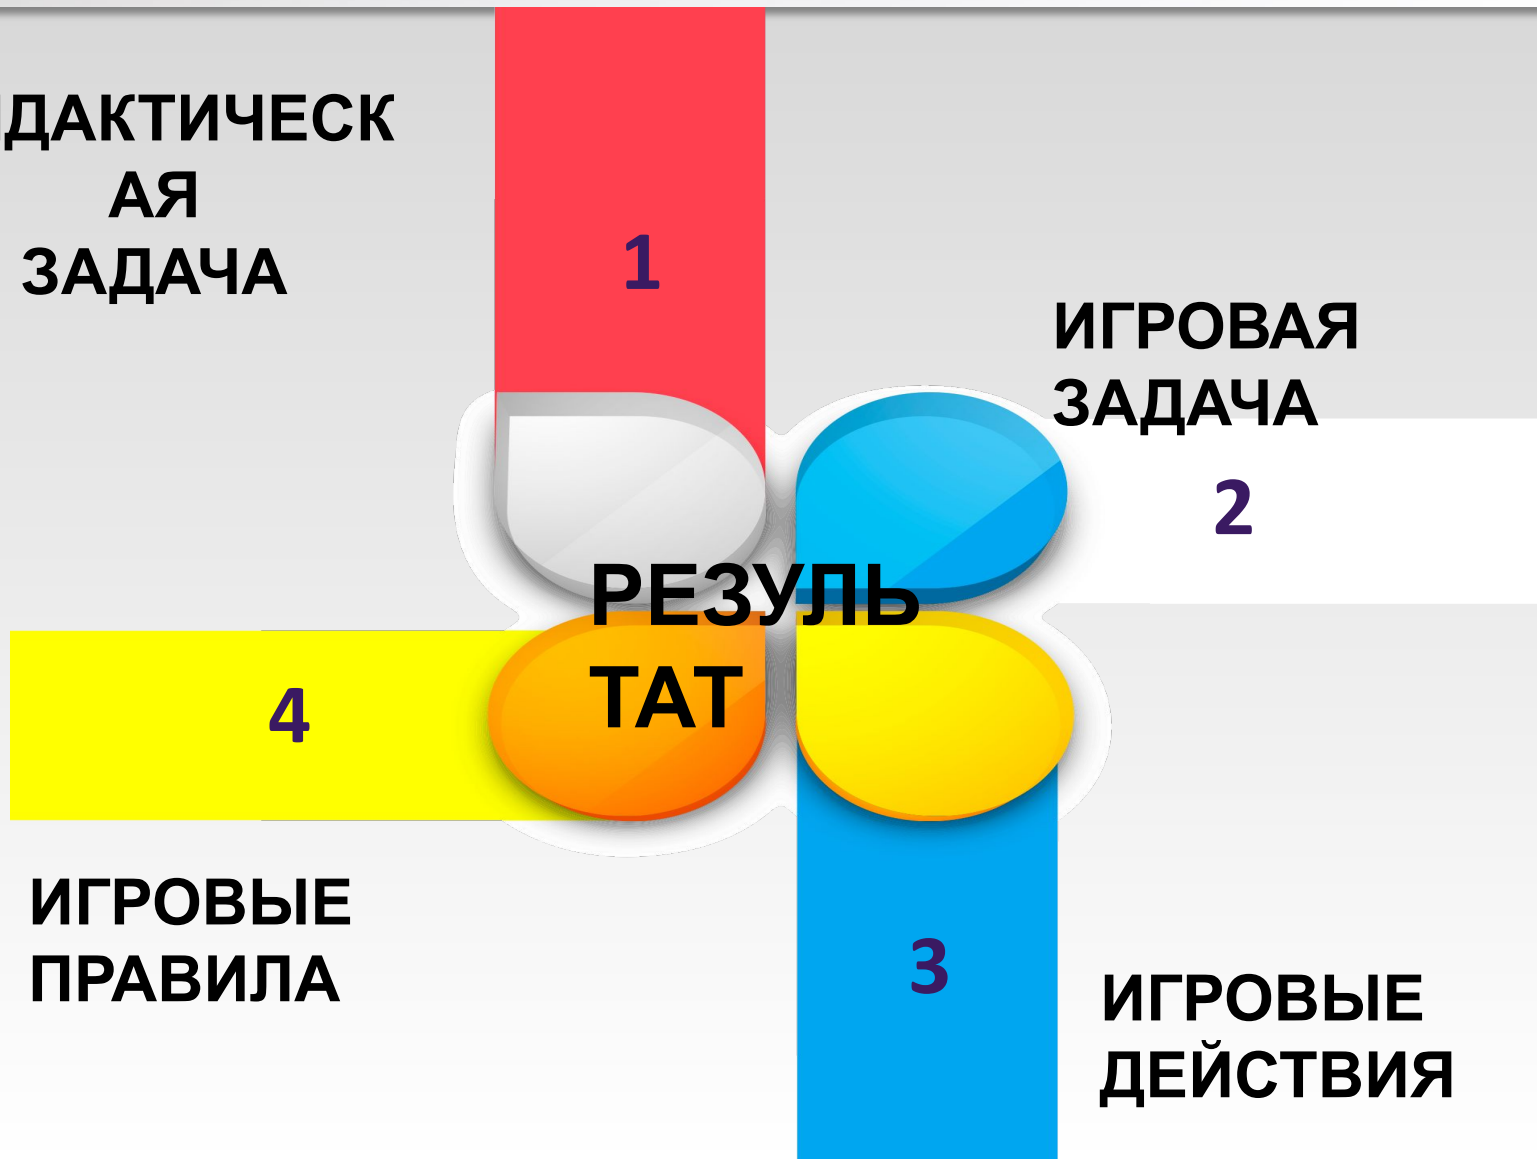 ДАКТИЧЕСК
АЯ
ЗАДАЧА
1
ИГРОВАЯ
ЗАДАЧА
2
РЕЗУЛЬ
ТАТ
4
ИГРОВЫЕ
ПРАВИЛА
3
ИГРОВЫЕ
ДЕЙСТВИЯ